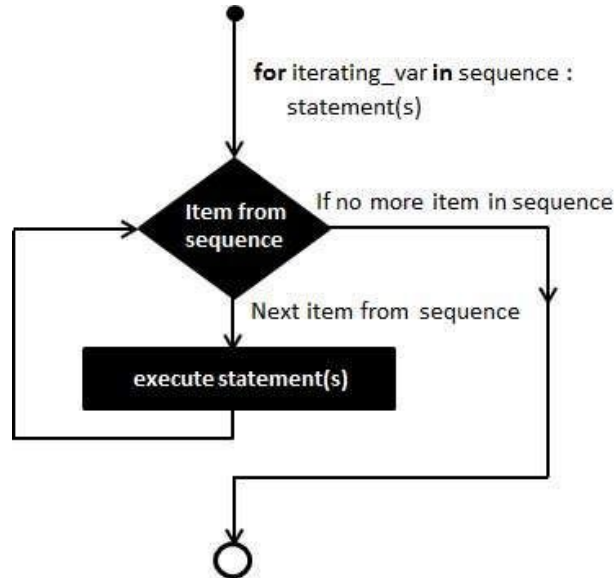 for iterating_var in sequence :
statement(s)
If no more item in sequence
Item from
sequence
Next item from sequence
execute statement(s)